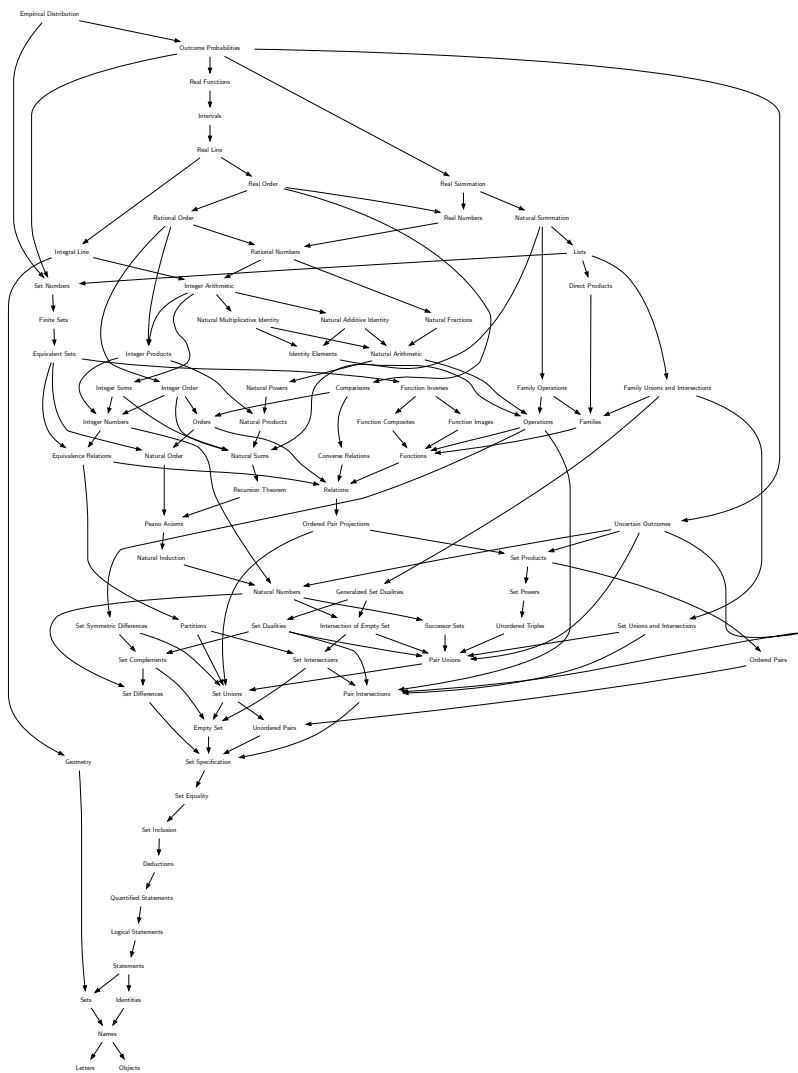 Empirical Distribution
Outcome Probabilities
Real Functions
Intervals
Real Line
Real Order
Real Summation
Rational Order
Real Numbers
Natural Summation
Integral Line
Rational Numbers
Lists
Set Numbers
Integer Arithmetic
Direct Products
Finite Sets
Natural Multiplicative Identity
Natural Additive Identity
Natural Fractions
Equivalent Sets
Integer Products
Identity Elements
Natural Arithmetic
Integer Sums
Integer Order
Natural Powers
Comparisons
Function Inverses
Family Operations
Family Unions and Intersections
Integer Numbers
Orders
Natural Products
Function Composites
Function Images
Operations
Families
Equivalence Relations
Natural Order
Natural Sums
Converse Relations
Functions
Recursion Theorem
Relations
Peano Axioms
Ordered Pair Projections
Uncertain Outcomes
Natural Induction
Set Products
Natural Numbers
Generalized Set Dualities
Set Powers
Set Symmetric Differences
Partitions
Set Dualities
Intersection of Empty Set
Successor Sets
Unordered Triples
Set Unions and Intersections
Set Complements
Set Intersections
Pair Unions
Ordered Pairs
Set Differences
Set Unions
Pair Intersections
Empty Set
Unordered Pairs
Geometry
Set Specification
Set Equality
Set Inclusion
Deductions
Quantified Statements
Logical Statements
Statements
Sets
Identities
Names
Letters
Objects